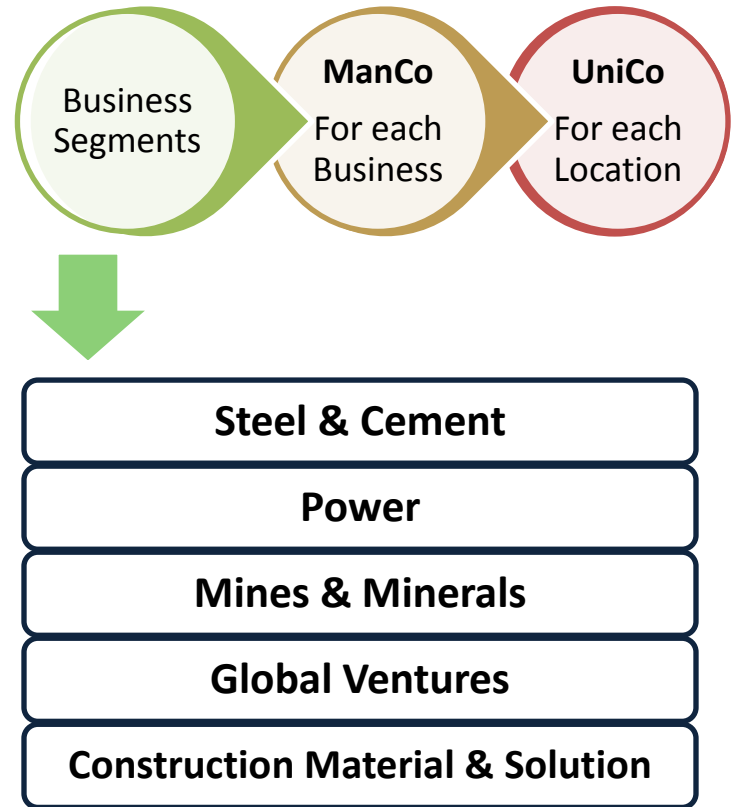 Business
Segments
ManCo
For each
Business
UniCo
For each
Location
Steel & Cement
Power
Mines & Minerals
Global Ventures
Construction Material & Solution